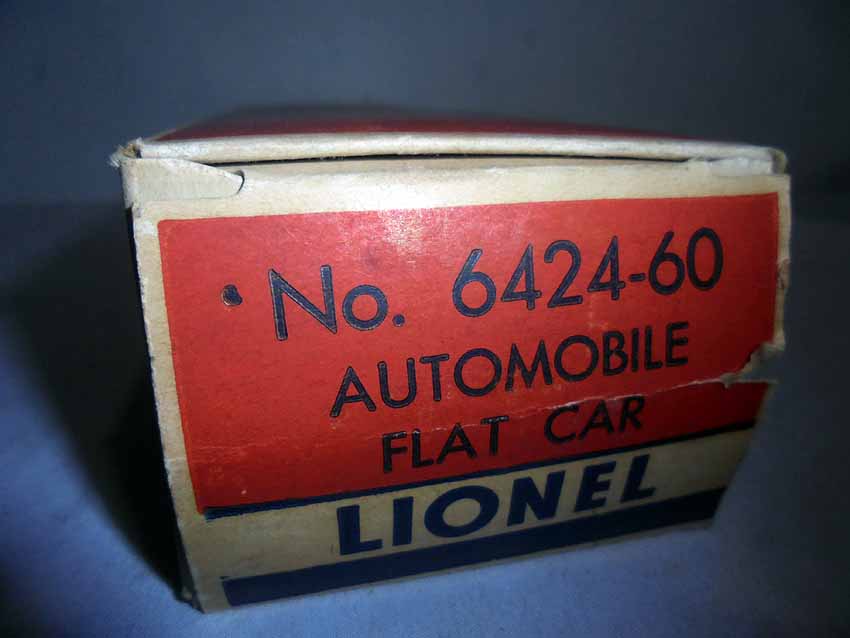 No. 6424-60
AUTOMOBILE
FLAT CAR
LIONEL